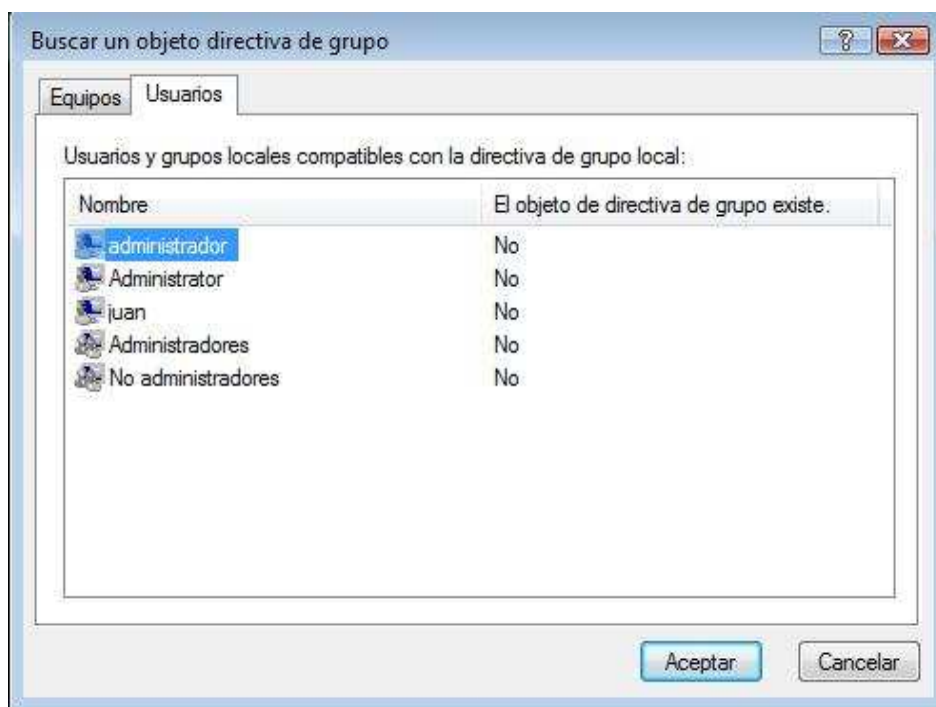 Buscar un objeto directiva de grupo
Equipos Usuarios
Usuarios y grupos locales compatibles con la directiva de grupo local:
Nombre El objeto de directiva de grupo existe.
administrador No
Administrator No
juan No
Administradores No
No administradores No
Aceptar Cancelar